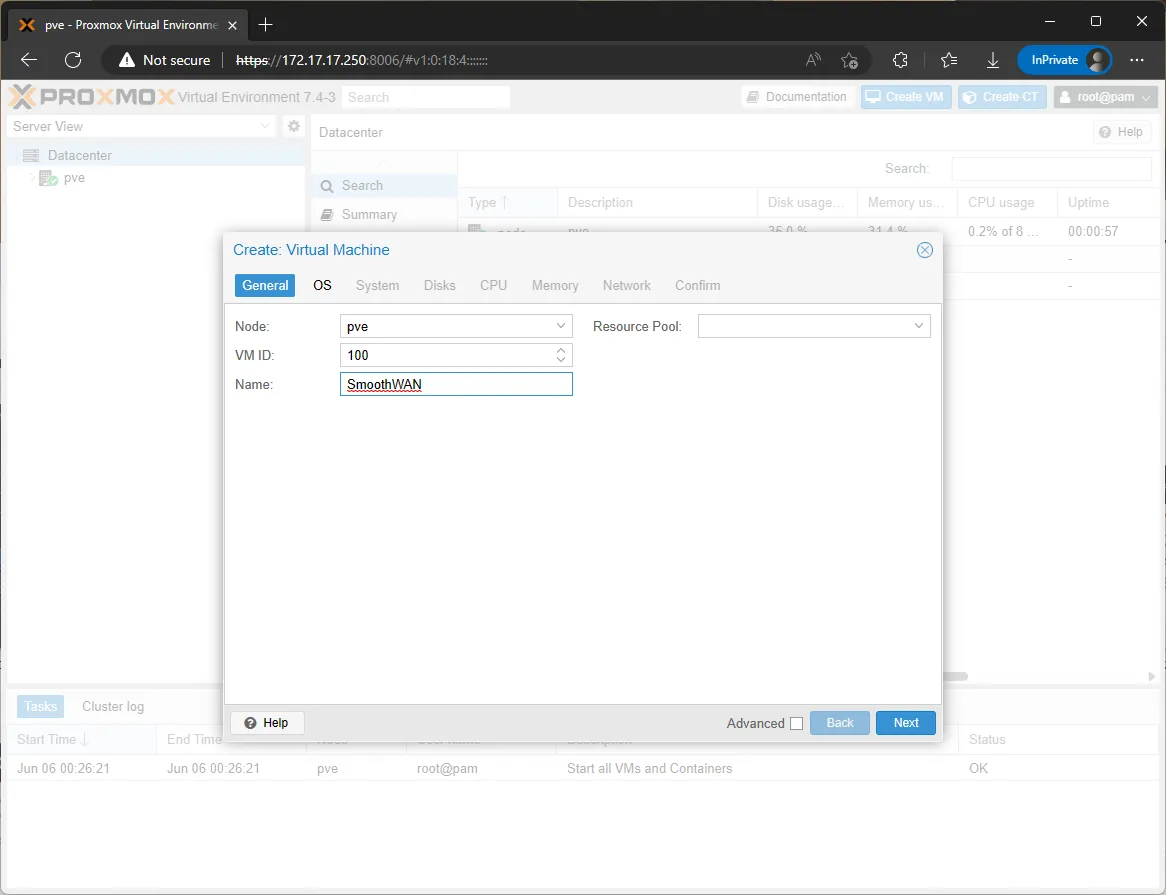 pve - Proxmox Virtual Environme
Not secure https://172.17.17.250:8006/#v1:0:18:4:::::::
InPrivate
PROXMOX Virtual Environment 7.4-3 Search Documentation Create VM Create CT root@pam
Server View Datacenter Help
Datacenter
pve
Search:
Search
Summary
Type Description Disk usage... Memory us... CPU usage Uptime
node pve 35.0 % 31.4 % 0.2% of 8 ... 00:00:57
-
-
Create: Virtual Machine
General OS System Disks CPU Memory Network Confirm
Node: pve Resource Pool:
VM ID: 100
Name: SmoothWAN
Help Advanced Back Next
Tasks Cluster log
Start Time End Time Node User name Description Status
Jun 06 00:26:21 Jun 06 00:26:21 pve root@pam Start all VMs and Containers OK